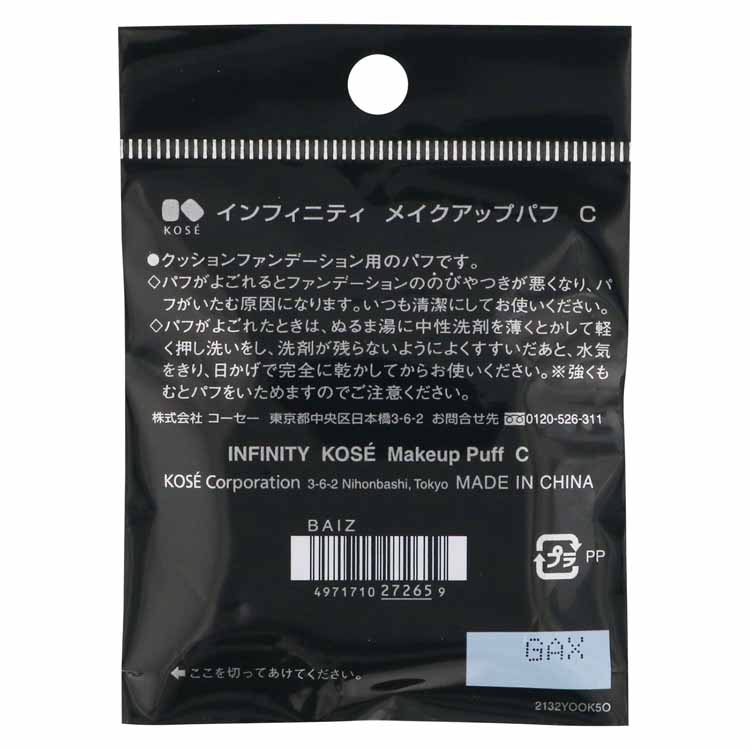 KOSÉ
インフィニティ メイクアップパフ C
●クッションファンデーション用のパフです。
◇パフがよごれるとファンデーションののびやつきが悪くなり、パ
フがいたむ原因になります。いつも清潔にしてお使いください。
◇パフがよごれたときは、ぬるま湯に中性洗剤を薄くとかして軽
く押し洗いをし、洗剤が残らないようによくすすいだあと、水気
をきり、日かげで完全に乾かしてからお使いください。※強くも
むとパフをいためますのでご注意ください。
株式会社 コーセー 東京都中央区日本橋3-6-2 お問合せ先 0120-526-311
INFINITY KOSÉ Makeup Puff C
KOSÉ Corporation 3-6-2 Nihonbashi, Tokyo MADE IN CHINA
BAIZ
4971710 27265 9
プラ PP
GAX
←ここを切ってあけてください。
2132YOOK5O